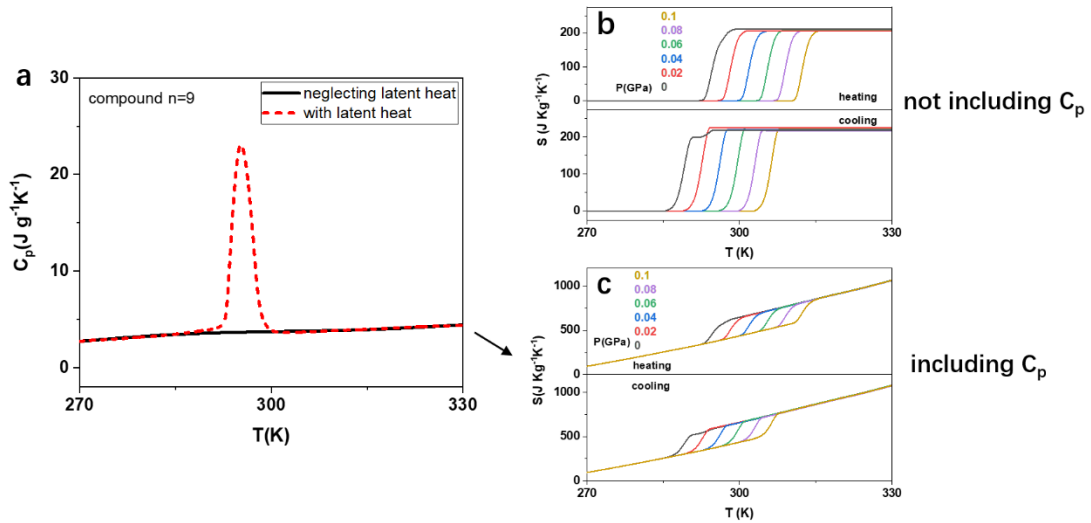 a
compound n=9
neglecting latent heat
with latent heat
30
20
10
0
Cp(J g-1K-1)
270
300
330
T(K)
b
0.1
0.08
0.06
0.04
0.02
P(GPa)
0
heating
cooling
200
100
0
200
100
0
S (J Kg-1K-1)
270
300
330
T (K)
not including Cp
c
0.1
0.08
0.06
0.04
0.02
P(GPa)
0
heating
cooling
1000
500
0
1000
500
0
S(J Kg-1K-1)
270
300
330
T (K)
including Cp